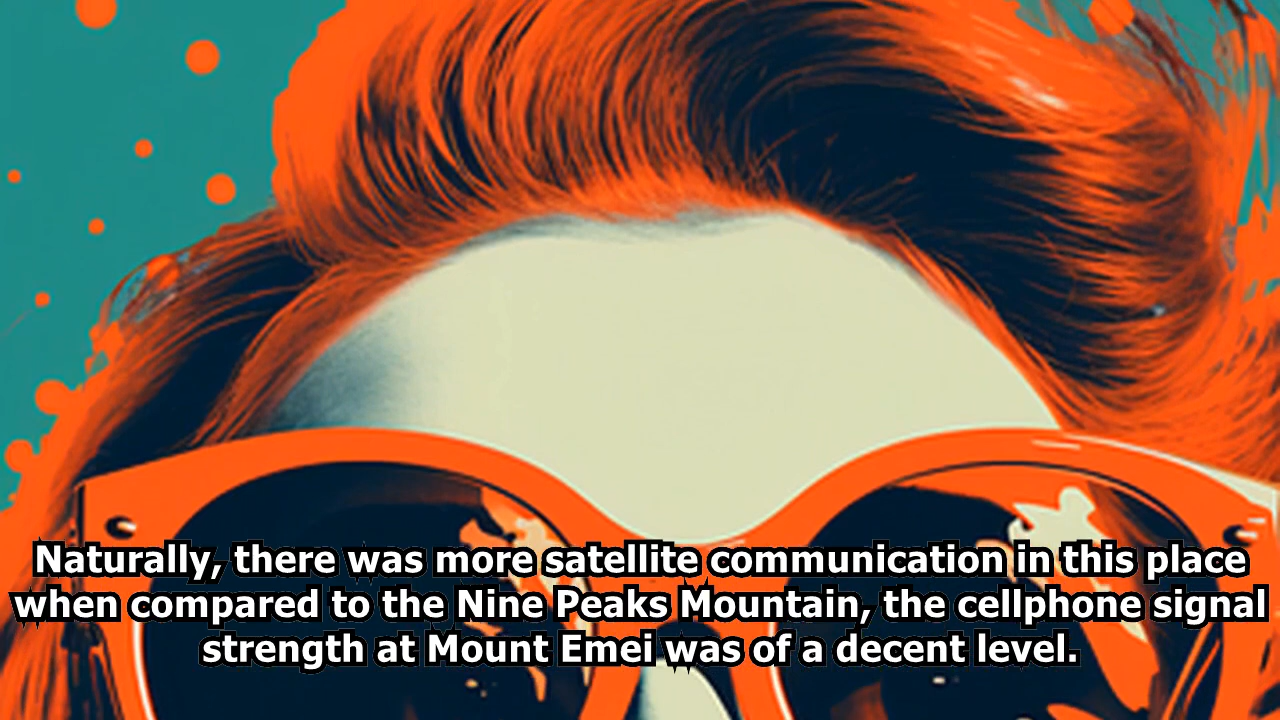 Naturally, there was more satellite communication in this place
when compared to the Nine Peaks Mountain, the cellphone signal
strength at Mount Emei was of a decent level.